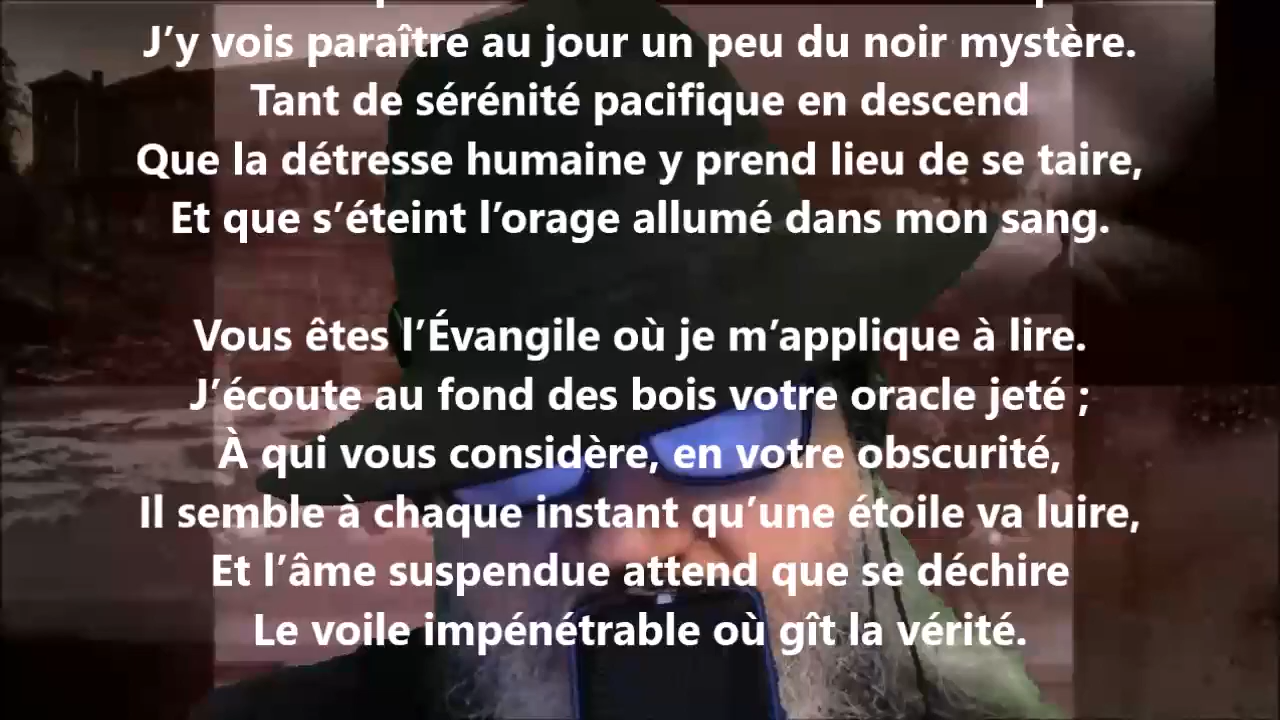 J’y vois paraître au jour un peu du noir mystère.
Tant de sérénité pacifique en descend
Que la détresse humaine y prend lieu de se taire,
Et que s’éteint l’orage allumé dans mon sang.
Vous êtes l’Évangile où je m’applique à lire.
J’écoute au fond des bois votre oracle jeté ;
À qui vous considère, en votre obscurité,
Il semble à chaque instant qu’une étoile va luire,
Et l’âme suspendue attend que se déchire
Le voile impénétrable où gît la vérité.